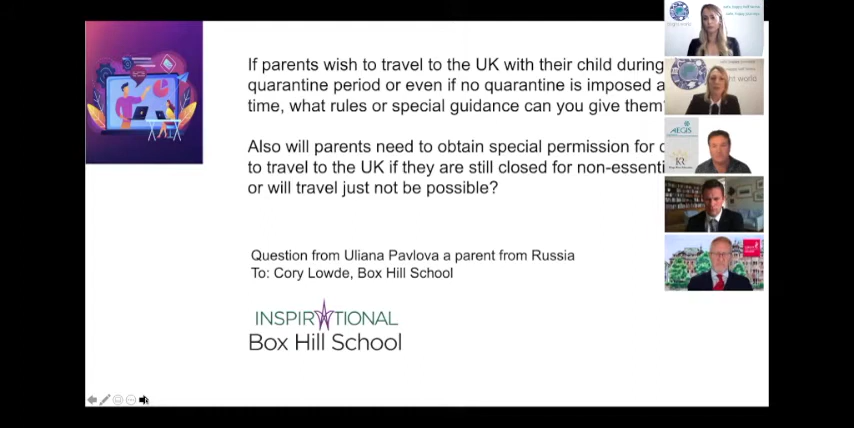 If parents wish to travel to the UK with their child during
quarantine period or even if no quarantine is imposed a
time, what rules or special guidance can you give them
Also will parents need to obtain special permission for
to travel to the UK if they are still closed for non-essenti
or will travel just not be possible?
Question from Uliana Pavlova a parent from Russia
To: Cory Lowde, Box Hill School
INSPIRATIONAL
Box Hill School
AEGIS
KR